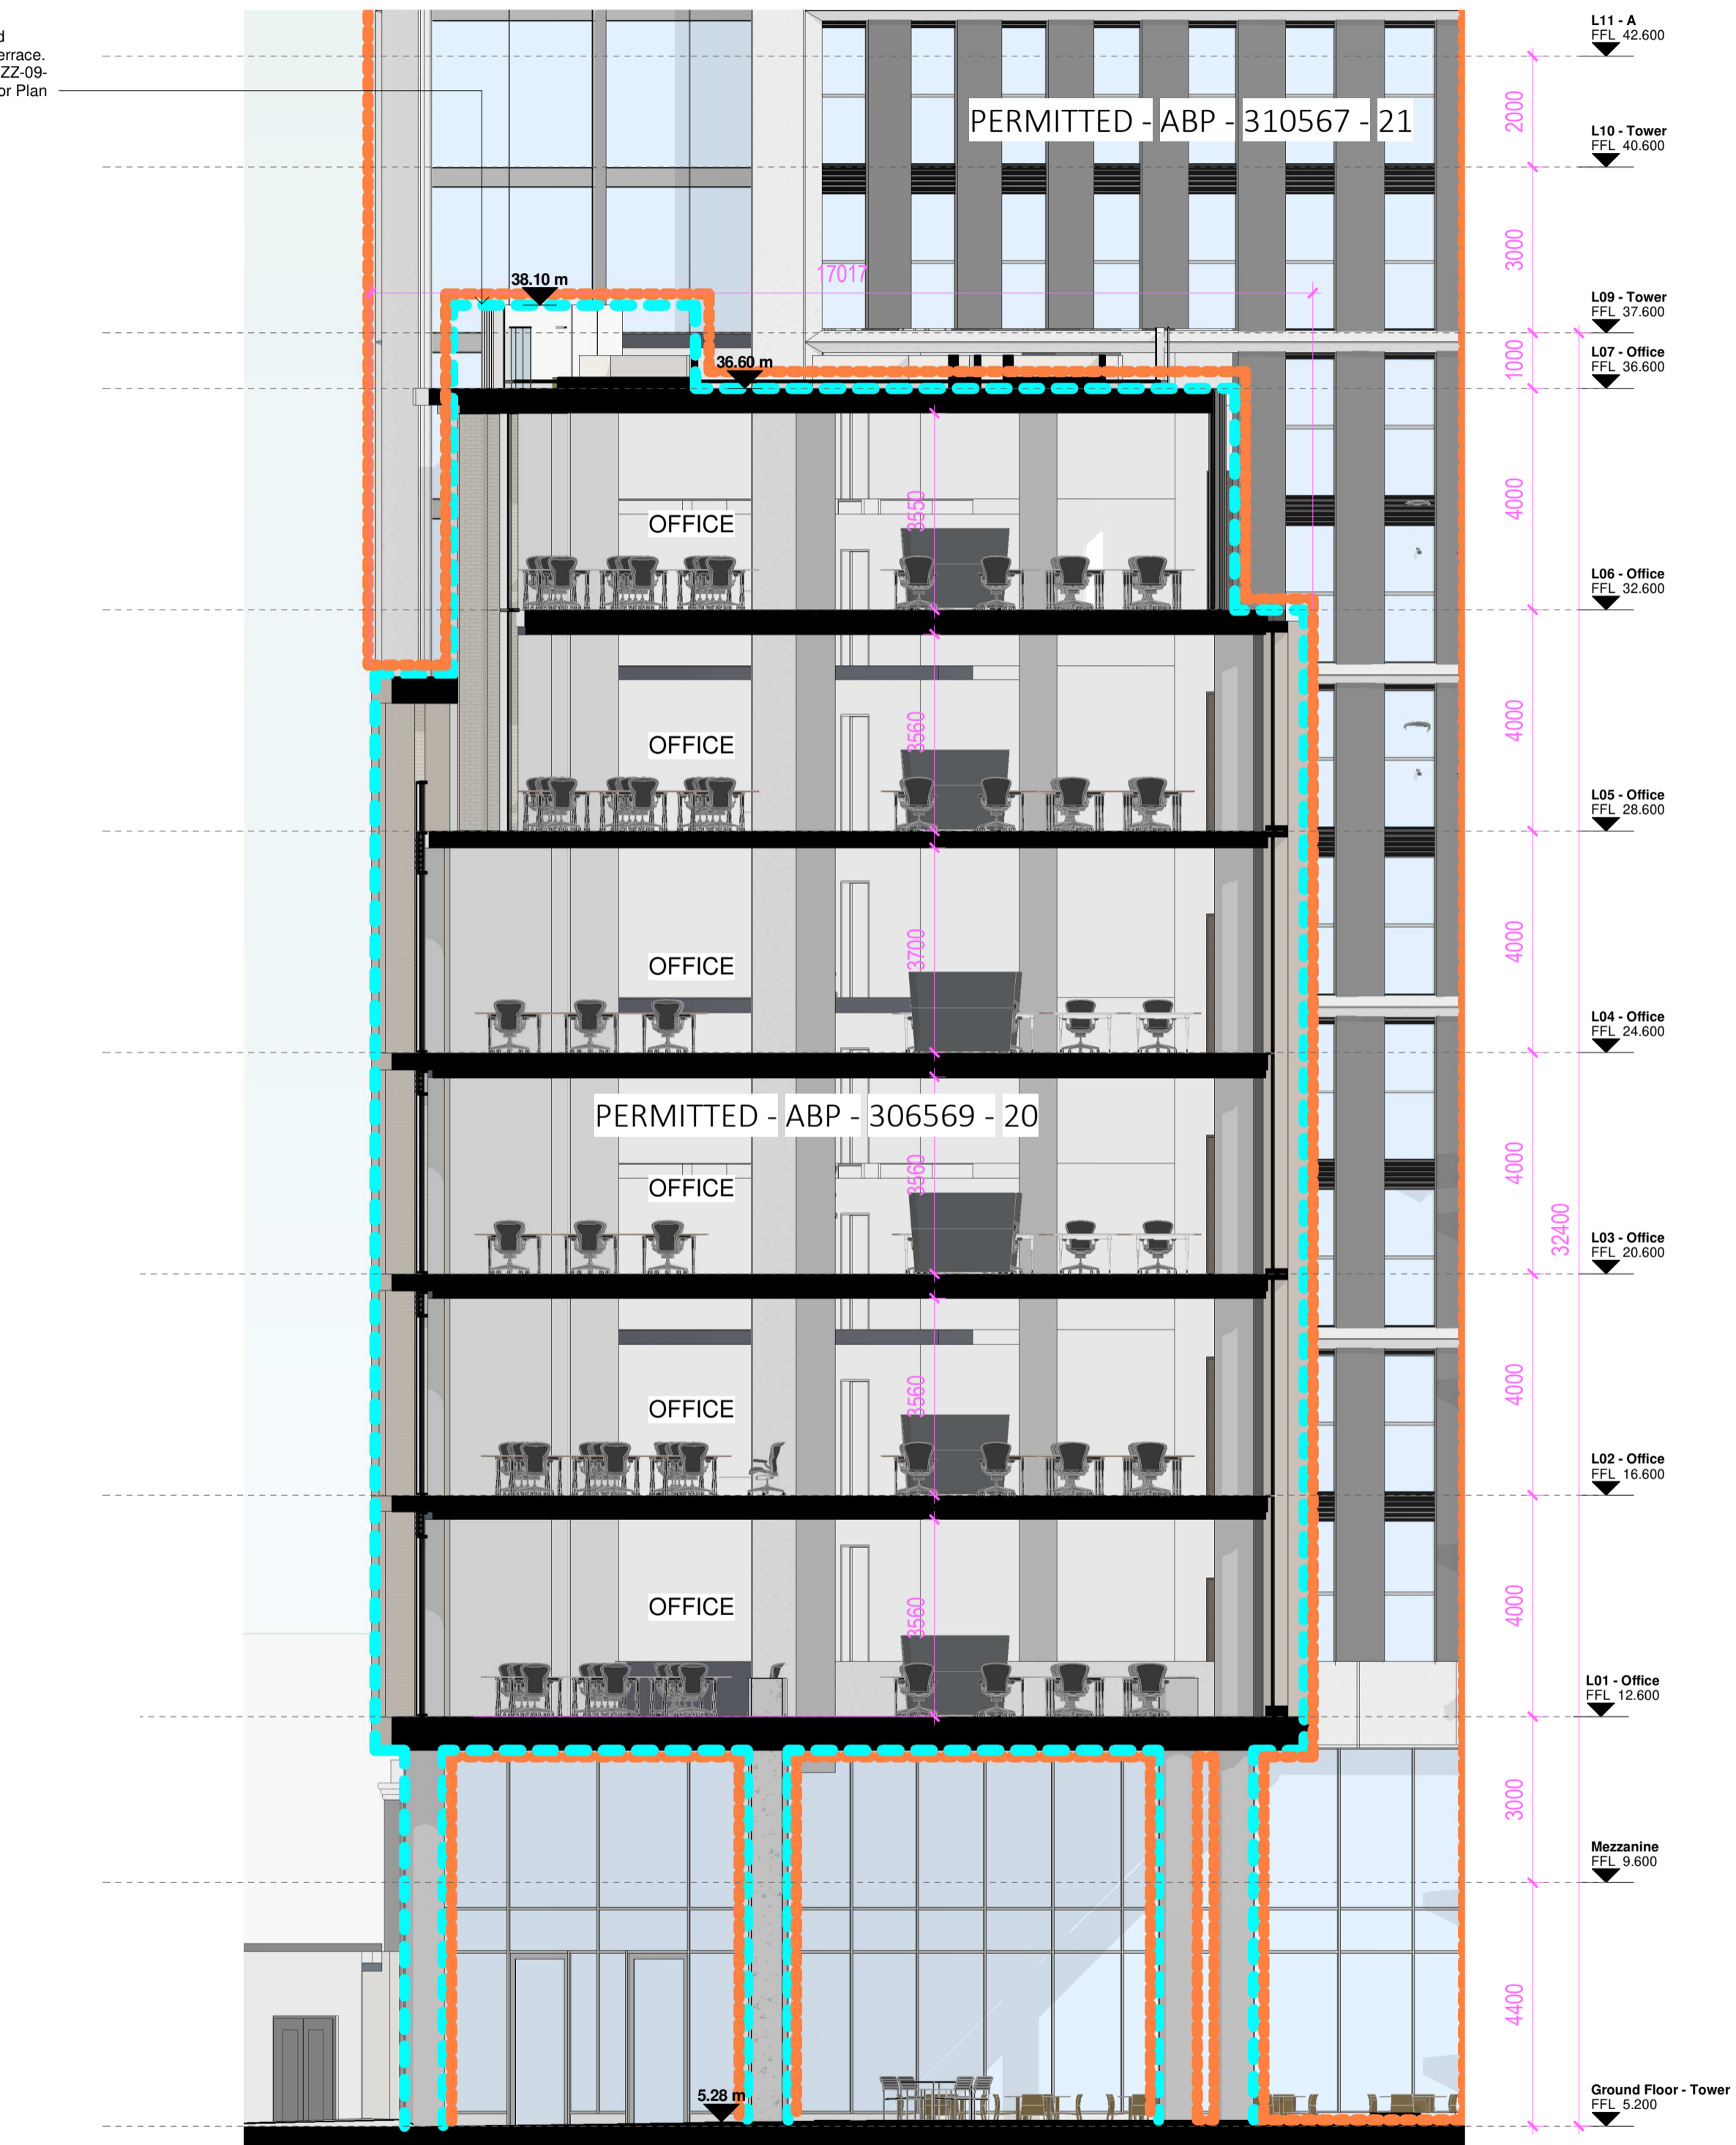 d
errace.
ZZ-09-
or Plan
L11 - A
FFL 42.600
2000
PERMITTED - ABP - 310567 - 21
L10 - Tower
FFL 40.600
3000
17017
38.10 m
L09 - Tower
FFL 37.600
36.60 m
1000
L07 - Office
FFL 36.600
OFFICE
3550
4000
L06 - Office
FFL 32.600
OFFICE
3560
4000
L05 - Office
FFL 28.600
OFFICE
3700
4000
L04 - Office
FFL 24.600
PERMITTED - ABP - 306569 - 20
OFFICE
3560
4000
32400
L03 - Office
FFL 20.600
OFFICE
3560
4000
L02 - Office
FFL 16.600
OFFICE
3560
4000
L01 - Office
FFL 12.600
3000
Mezzanine
FFL 9.600
4400
5.28 m
Ground Floor - Tower
FFL 5.200